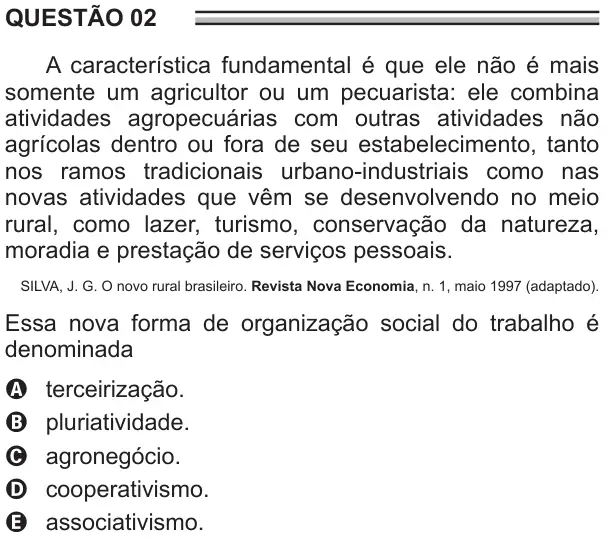 QUESTÃO 02
A característica fundamental é que ele não é mais
somente um agricultor ou um pecuarista: ele combina
atividades agropecuárias com outras atividades não
agrícolas dentro ou fora de seu estabelecimento, tanto
nos ramos tradicionais urbano-industriais como nas
novas atividades que vêm se desenvolvendo no meio
rural, como lazer, turismo, conservação da natureza,
moradia e prestação de serviços pessoais.
SILVA, J. G. O novo rural brasileiro. Revista Nova Economia, n. 1, maio 1997 (adaptado).
Essa nova forma de organização social do trabalho é
denominada
A terceirização.
B pluriatividade.
C agronegócio.
D cooperativismo.
E associativismo.